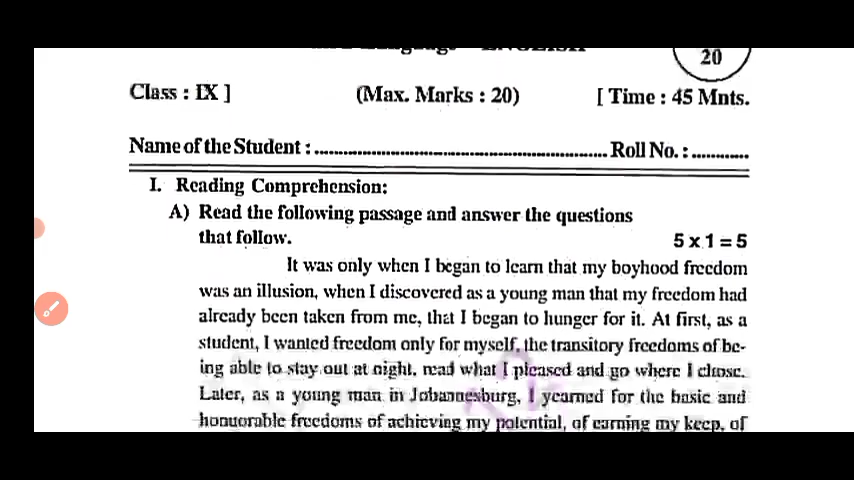 20
Class : IX ] (Max. Marks : 20) [ Time : 45 Mnts.
Name of the Student : ............................................................ Roll No. : ............
I. Reading Comprehension:
A) Read the following passage and answer the questions
that follow. 5 x 1 = 5
It was only when I began to learn that my boyhood freedom
was an illusion, when I discovered as a young man that my freedom had
already been taken from me, that I began to hunger for it. At first, as a
student, I wanted freedom only for myself, the transitory freedoms of be-
ing able to stay out at night, read what I pleased and go where I chose.
Later, as a young man in Johannesburg, I yearned for the basic and
honourable freedoms of achieving my potential, of earning my keep, of